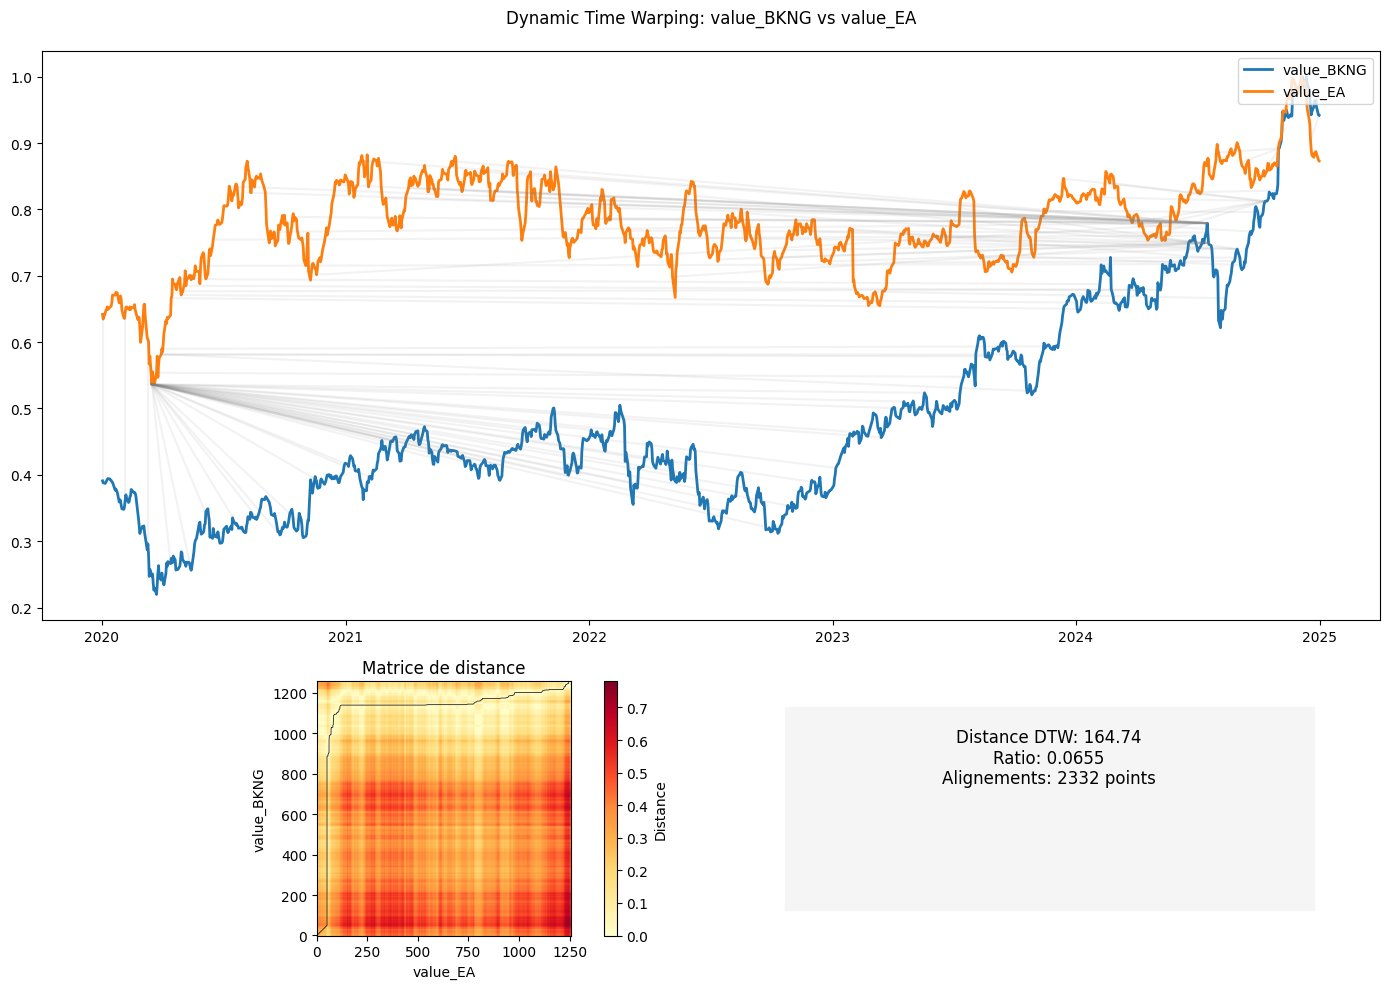 Dynamic Time Warping: value_BKNG vs value_EA
1.0
0.9
0.8
0.7
0.6
0.5
0.4
0.3
0.2
value_BKNG
value_EA
2020 2021 2022 2023 2024 2025
Matrice de distance
1200
1000
800
600
400
200
0
value_BKNG
0 250 500 750 1000 1250
value_EA
0.7
0.6
0.5
0.4
0.3
0.2
0.1
0.0
Distance
Distance DTW: 164.74
Ratio: 0.0655
Alignements: 2332 points